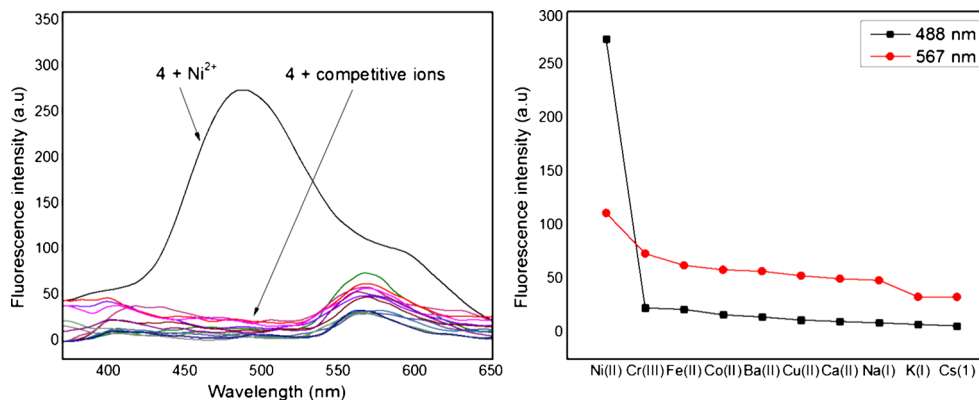 350
300
250
200
150
100
50
0
Fluorescence intensity (a.u)
4 + Ni²⁺
4 + competitive ions
400 450 500 550 600 650
Wavelength (nm)
300
250
200
150
100
50
0
Fluorescence intensity (a.u)
488 nm
567 nm
Ni(II) Cr(III) Fe(II) Co(II) Ba(II) Cu(II) Ca(II) Na(I) K(I) Cs(1)